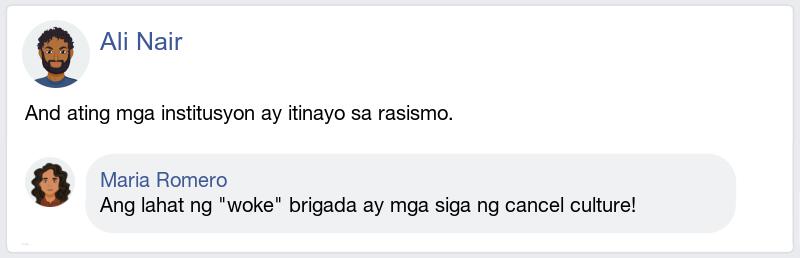 Ali Nair
And ating mga institusyon ay itinayo sa rasismo.
Maria Romero
Ang lahat ng "woke" brigada ay mga siga ng cancel culture!